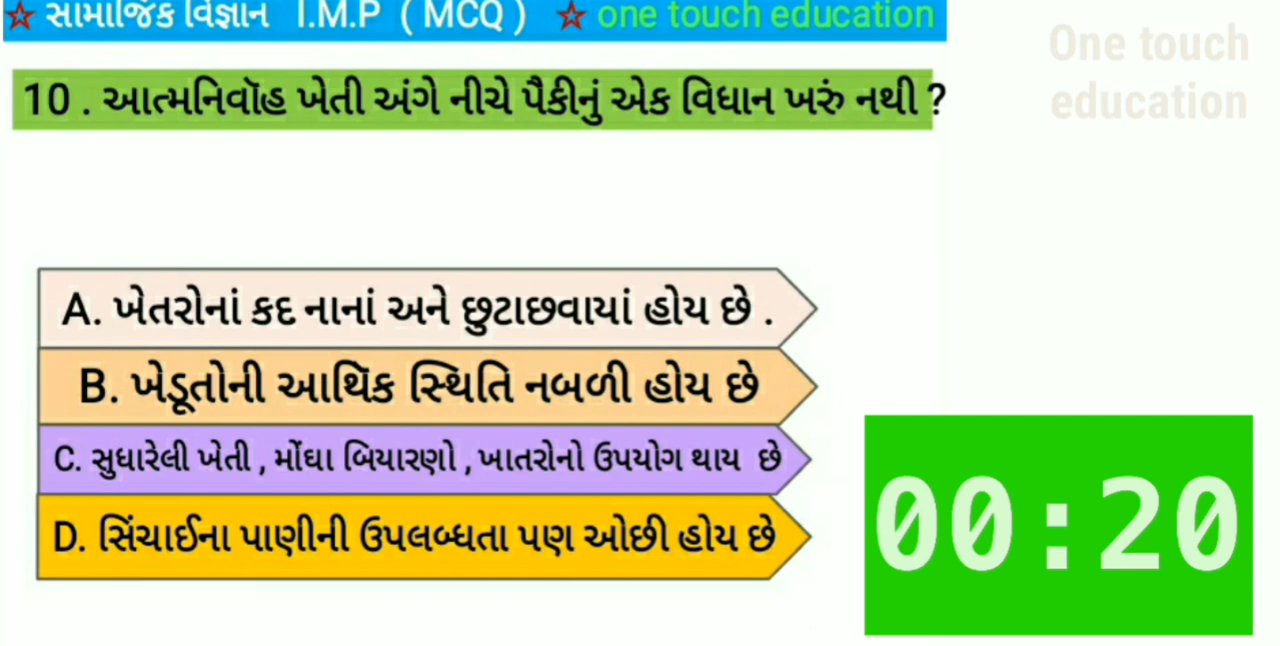 ☆ સામાજિક વિજ્ઞાન I.M.P ( MCQ ) ☆ one touch education
One touch
education
10 . આત્મનિર્વાહ ખેતી અંગે નીચે પૈકીનું એક વિધાન ખરું નથી ?
A. ખેતરોનાં કદ નાનાં અને છુટાછવાયાં હોય છે .
B. ખેડૂતોની આર્થિક સ્થિતિ નબળી હોય છે
C. સુધારેલી ખેતી , મોંઘા બિયારણો , ખાતરોનો ઉપયોગ થાય છે
D. સિંચાઈના પાણીની ઉપલબ્ધતા પણ ઓછી હોય છે
00:20